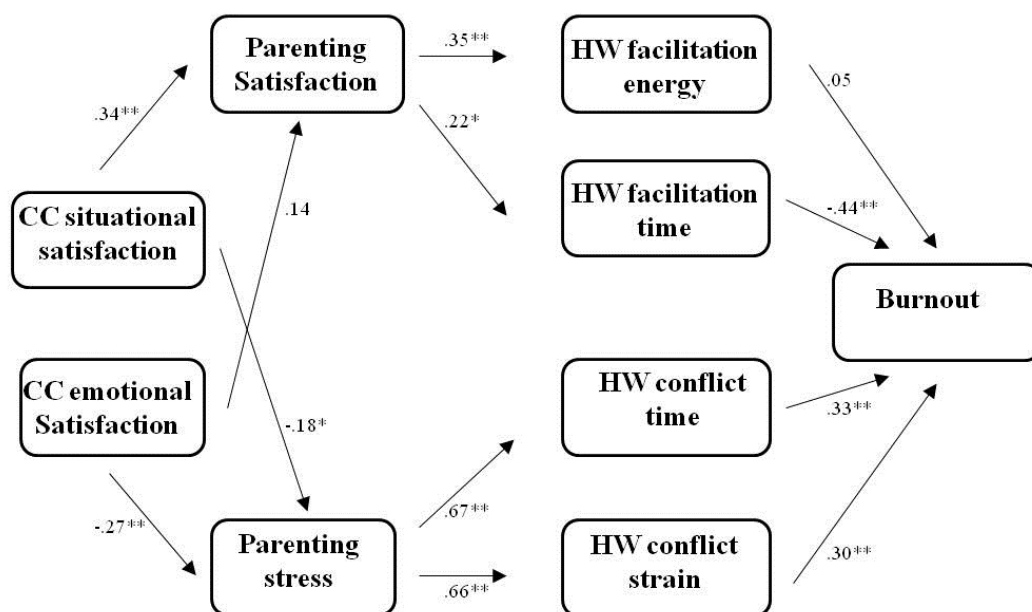 Parenting
Satisfaction
.35**
HW facilitation
energy
.05
.34**
.22*
CC situational
satisfaction
.14
HW facilitation
time
-.44**
Burnout
CC emotional
Satisfaction
-.18*
HW conflict
time
.33**
-.27**
Parenting
stress
.67**
.66**
HW conflict
strain
.30**